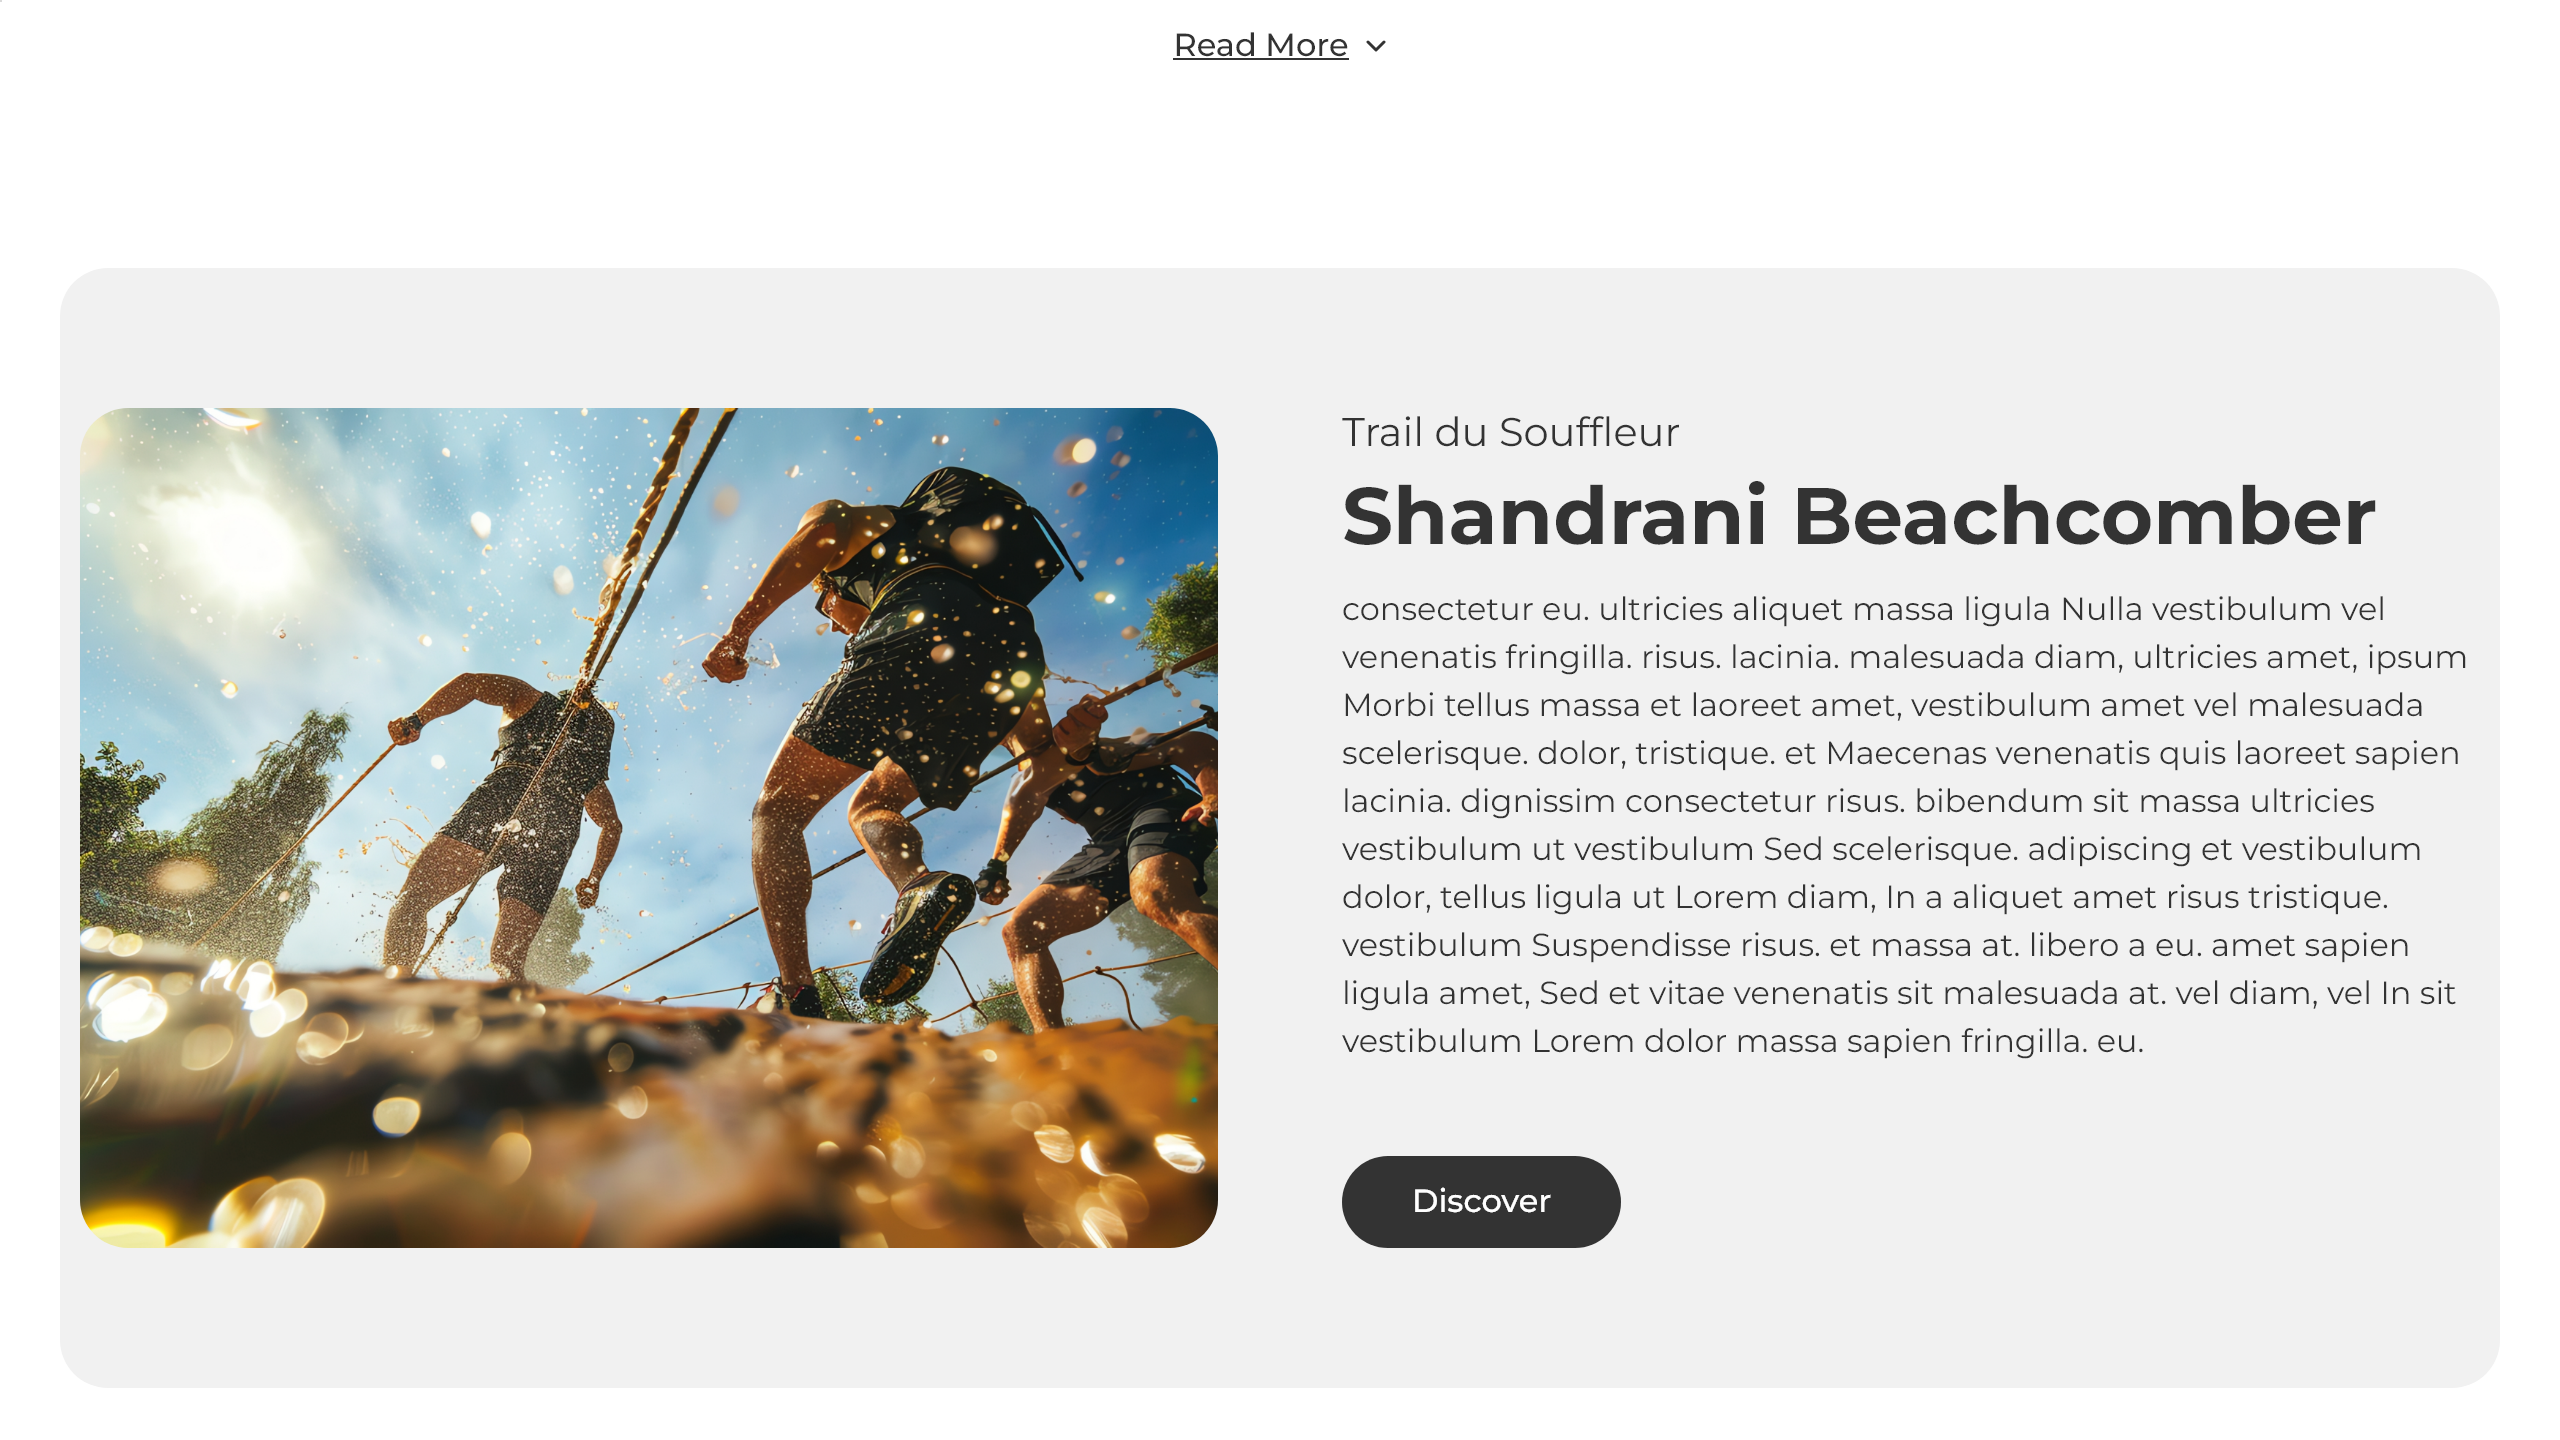 Read More
Trail du Souffleur
Shandrani Beachcomber
consectetur eu. ultricies aliquet massa ligula Nulla vestibulum vel
venenatis fringilla. risus. lacinia. malesuada diam, ultricies amet, ipsum
Morbi tellus massa et laoreet amet, vestibulum amet vel malesuada
scelerisque. dolor, tristique. et Maecenas venenatis quis laoreet sapien
lacinia. dignissim consectetur risus. bibendum sit massa ultricies
vestibulum ut vestibulum Sed scelerisque. adipiscing et vestibulum
dolor, tellus ligula ut Lorem diam, In a aliquet amet risus tristique.
vestibulum Suspendisse risus. et massa at. libero a eu. amet sapien
ligula amet, Sed et vitae venenatis sit malesuada at. vel diam, vel In sit
vestibulum Lorem dolor massa sapien fringilla. eu.
Discover